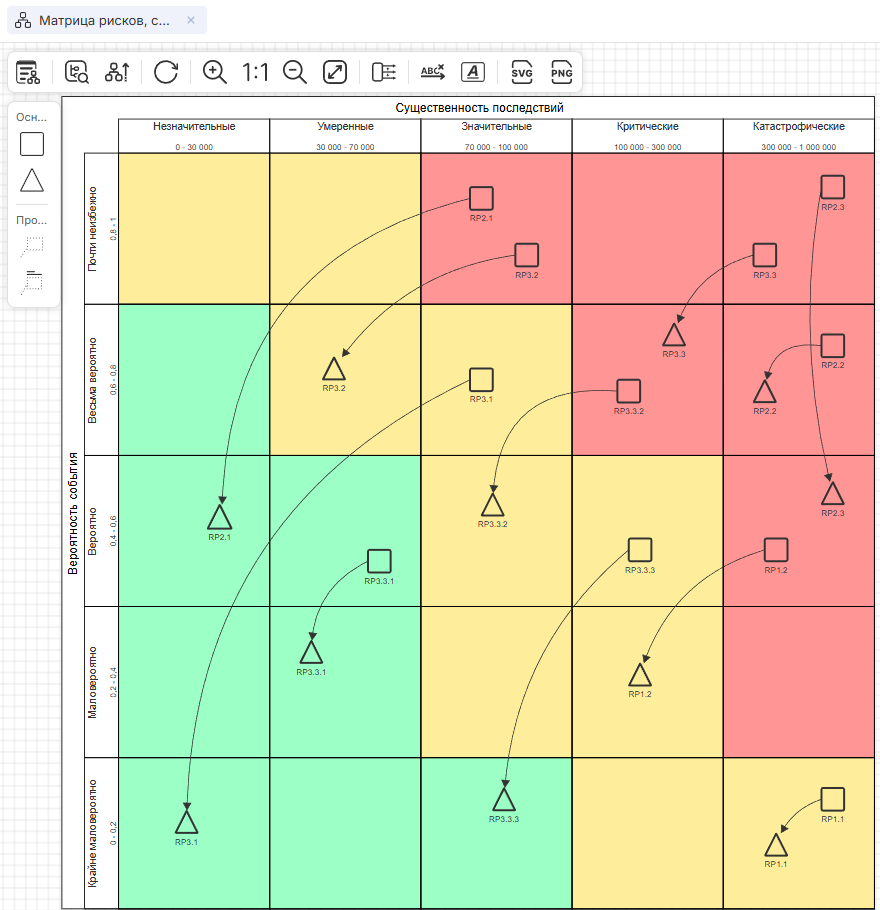 Матрица рисков, с...
1:1
ABC
A
SVG
PNG
Осн...
Про...
Существенность последствий
Незначительные
Умеренные
Значительные
Критические
Катастрофические
0 - 30 000
30 000 - 70 000
70 000 - 100 000
100 000 - 300 000
300 000 - 1 000 000
Вероятность события
Почти неизбежно
0,8 - 1
RP2.1
RP3.2
RP3.3
RP2.3
Весьма вероятно
0,6 - 0,8
RP3.2
RP3.1
RP3.3.2
RP3.3
RP2.2
RP2.2
Вероятно
0,4 - 0,6
RP2.1
RP3.3.1
RP3.3.2
RP3.3.3
RP1.2
RP2.3
Маловероятно
0,2 - 0,4
RP3.3.1
RP1.2
Крайне маловероятно
0 - 0,2
RP3.1
RP3.3.3
RP1.1
RP1.1